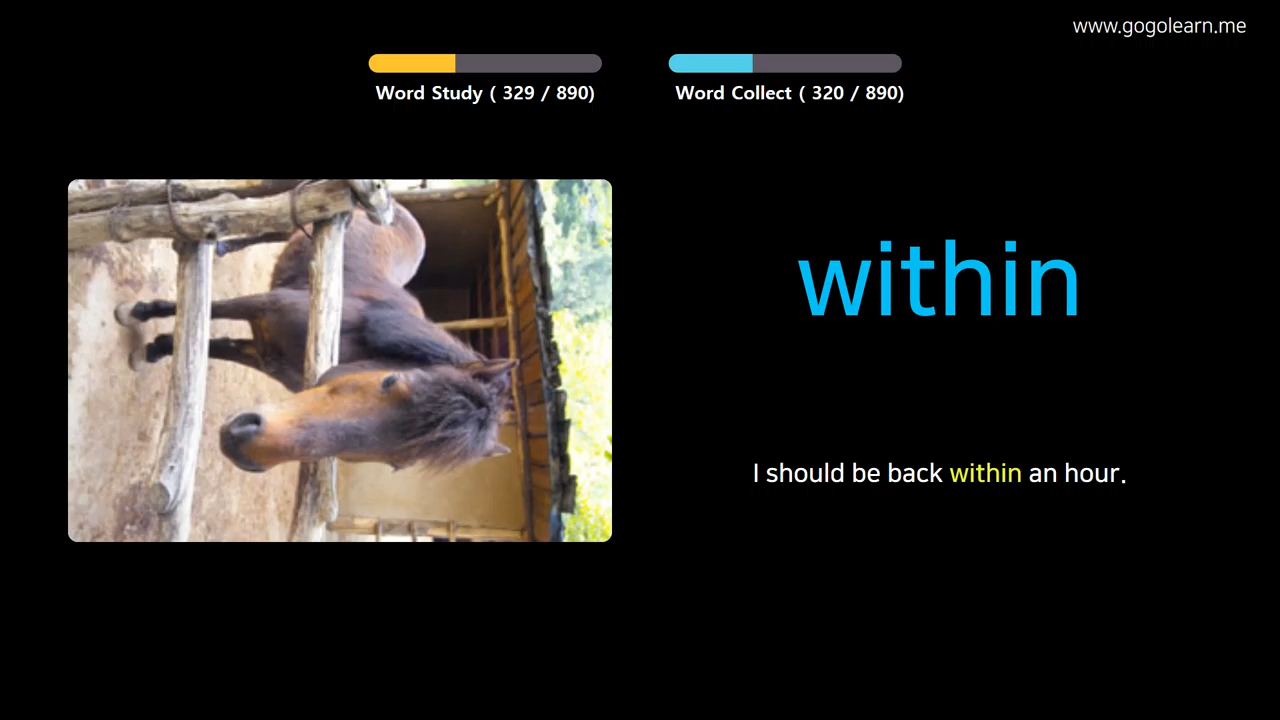 www.gogolearn.me
Word Study ( 329 / 890)
Word Collect ( 320 / 890)
within
I should be back within an hour.